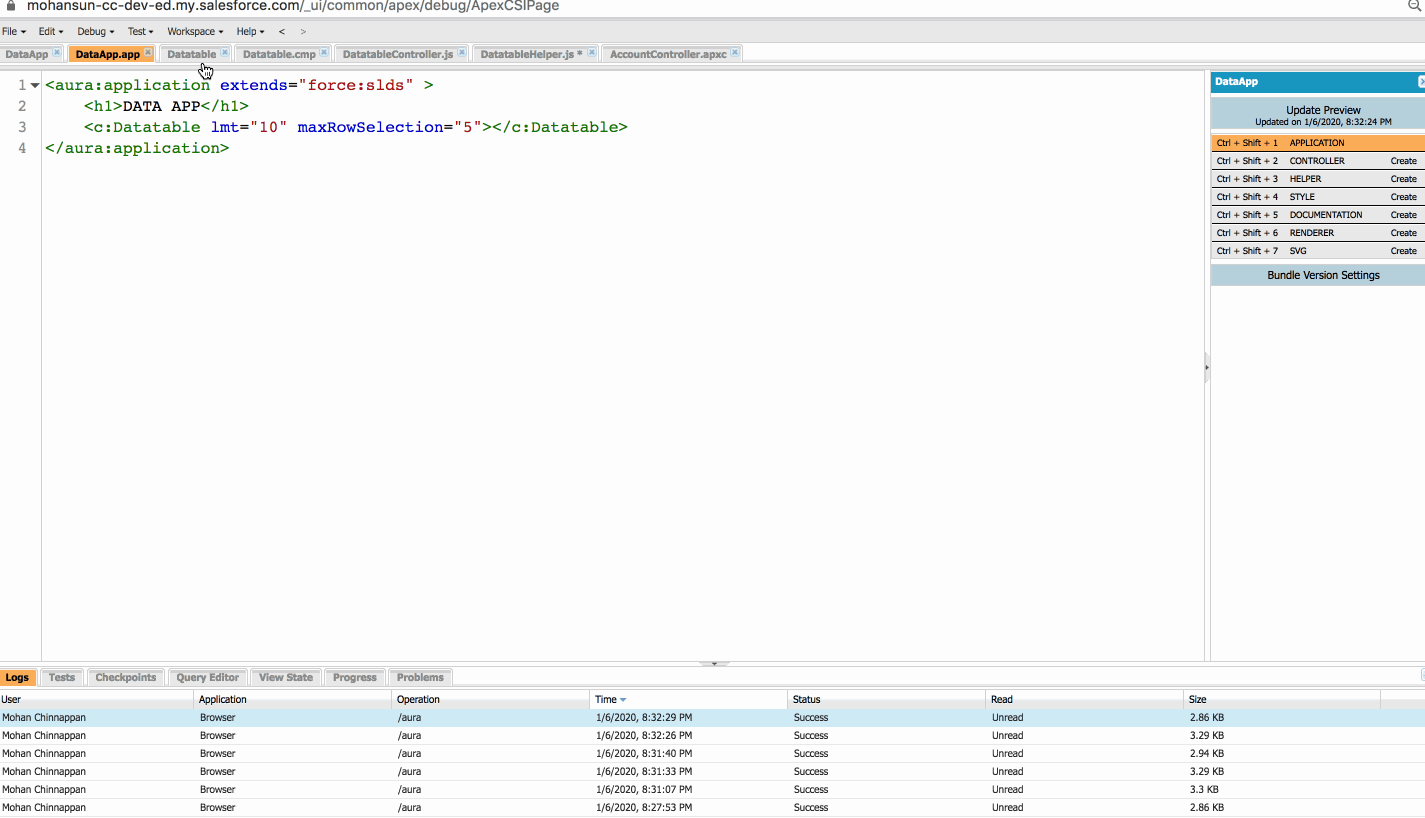 mohansun-cc-dev-ed.my.salesforce.com/_ui/common/apex/debug/ApexCSIPage
File Edit Debug Test Workspace Help < >
DataApp DataApp.app Datatable Datatable.cmp DatatableController.js DatatableHelper.js * AccountController.apxc
1 <aura:application extends="force:slds" >
2 <h1>DATA APP</h1>
3 <c:Datatable lmt="10" maxRowSelection="5"></c:Datatable>
4 </aura:application>
DataApp
Update Preview
Updated on 1/6/2020, 8:32:24 PM
Ctrl + Shift + 1 APPLICATION
Ctrl + Shift + 2 CONTROLLER Create
Ctrl + Shift + 3 HELPER Create
Ctrl + Shift + 4 STYLE Create
Ctrl + Shift + 5 DOCUMENTATION Create
Ctrl + Shift + 6 RENDERER Create
Ctrl + Shift + 7 SVG Create
Bundle Version Settings
Logs Tests Checkpoints Query Editor View State Progress Problems
User Application Operation Time Status Read Size
Mohan Chinnappan Browser /aura 1/6/2020, 8:32:29 PM Success Unread 2.86 KB
Mohan Chinnappan Browser /aura 1/6/2020, 8:32:26 PM Success Unread 3.29 KB
Mohan Chinnappan Browser /aura 1/6/2020, 8:31:40 PM Success Unread 2.94 KB
Mohan Chinnappan Browser /aura 1/6/2020, 8:31:33 PM Success Unread 3.29 KB
Mohan Chinnappan Browser /aura 1/6/2020, 8:31:07 PM Success Unread 3.3 KB
Mohan Chinnappan Browser /aura 1/6/2020, 8:27:53 PM Success Unread 2.86 KB